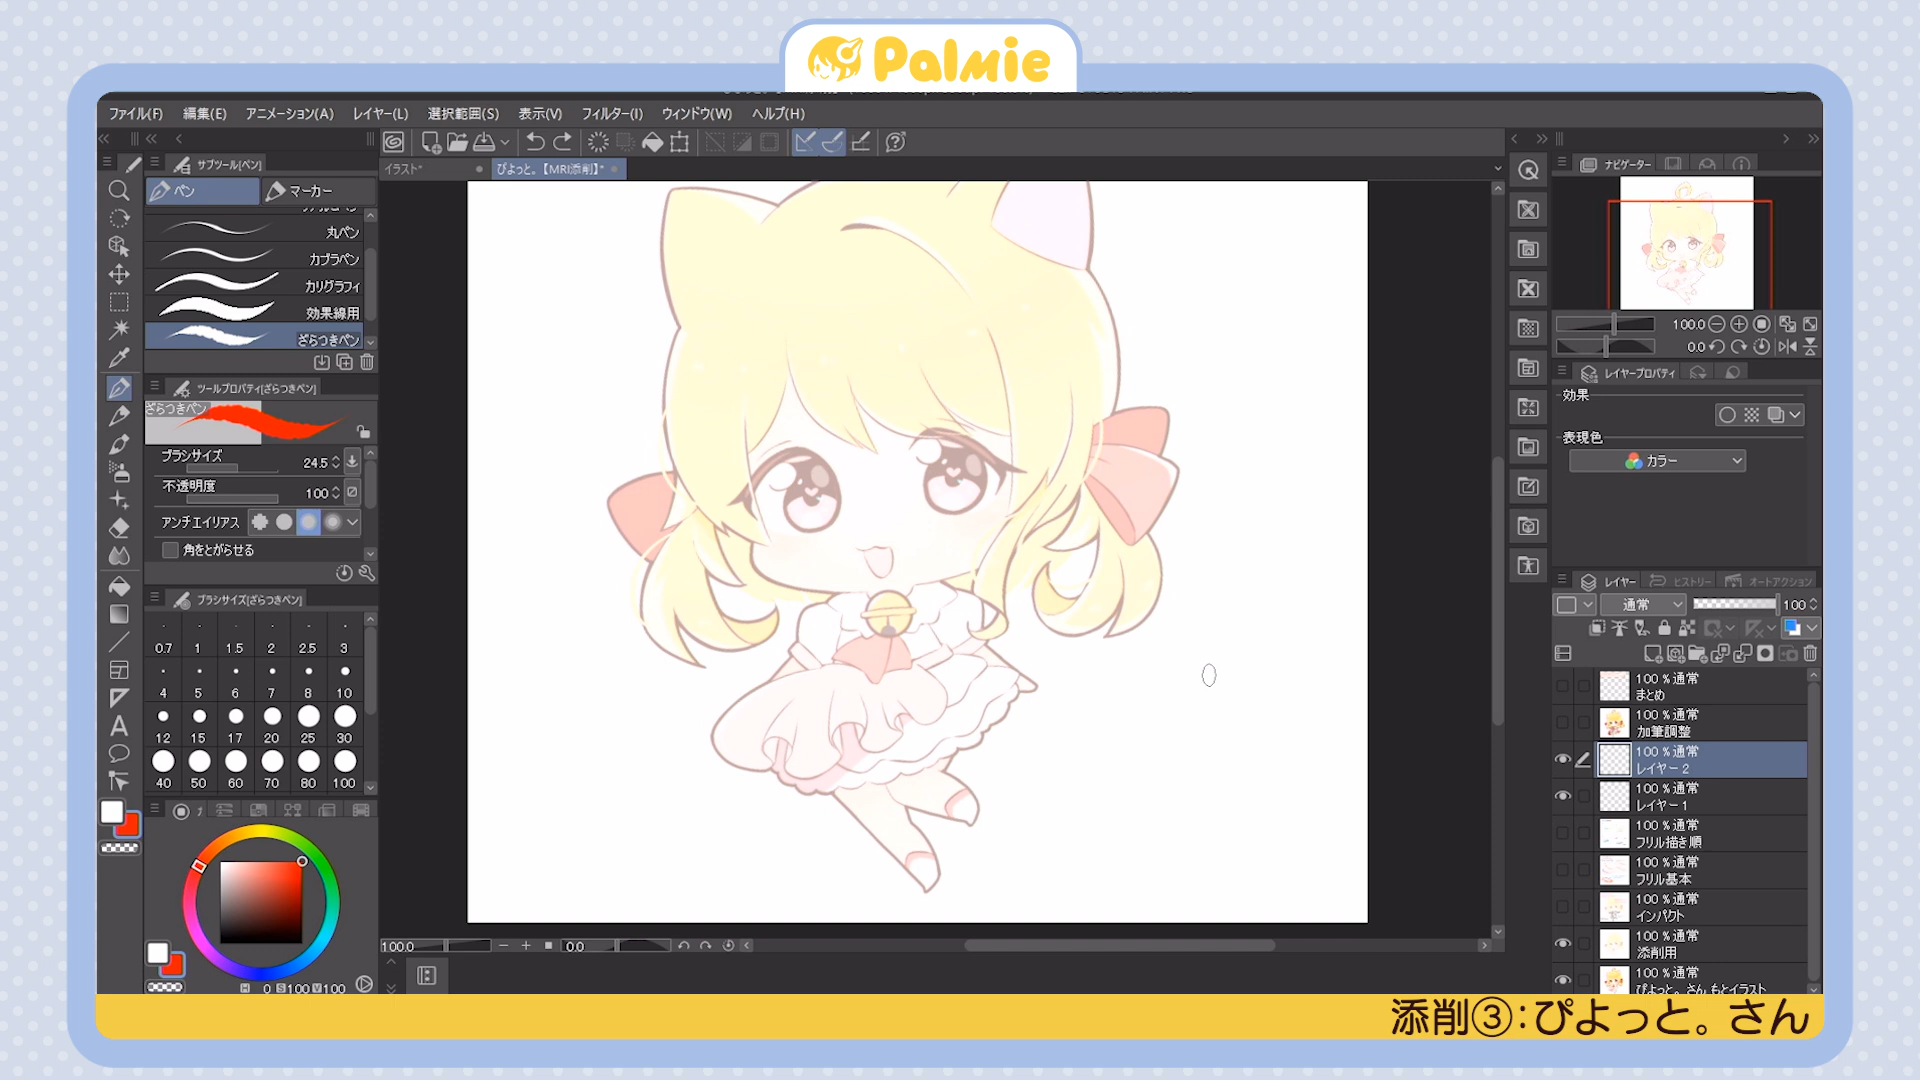 Palmie
ファイル(F) 編集(E) アニメーション(A) レイヤー(L) 選択範囲(S) 表示(V) フィルター(I) ウィンドウ(W) ヘルプ(H)
サブツール[ペン]
イラスト*
ぴよっと。【MRI添削】*
ペン
マーカー
丸ペン
カブラペン
カリグラフィ
効果線用
ざらつきペン
ツールプロパティ[ざらつきペン]
ざらつきペン
ブラシサイズ 24.5
不透明度 100
アンチエイリアス
角をとがらせる
ブラシサイズ[ざらつきペン]
0.7 1 1.5 2 2.5 3
4 5 6 7 8 10
12 15 17 20 25 30
40 50 60 70 80 100
H 0 S 100 V 100
100.0
0.0
ナビゲーター
100.0
0.0
レイヤープロパティ
効果
表現色
カラー
レイヤー ヒストリー オートアクション
通常 100
100 % 通常
まとめ
100 % 通常
加筆調整
100 % 通常
レイヤー 2
100 % 通常
レイヤー 1
100 % 通常
フリル描き順
100 % 通常
フリル基本
100 % 通常
インパクト
100 % 通常
添削用
100 % 通常
ぴよっと。さん もとイラスト
添削③:ぴよっと。さん